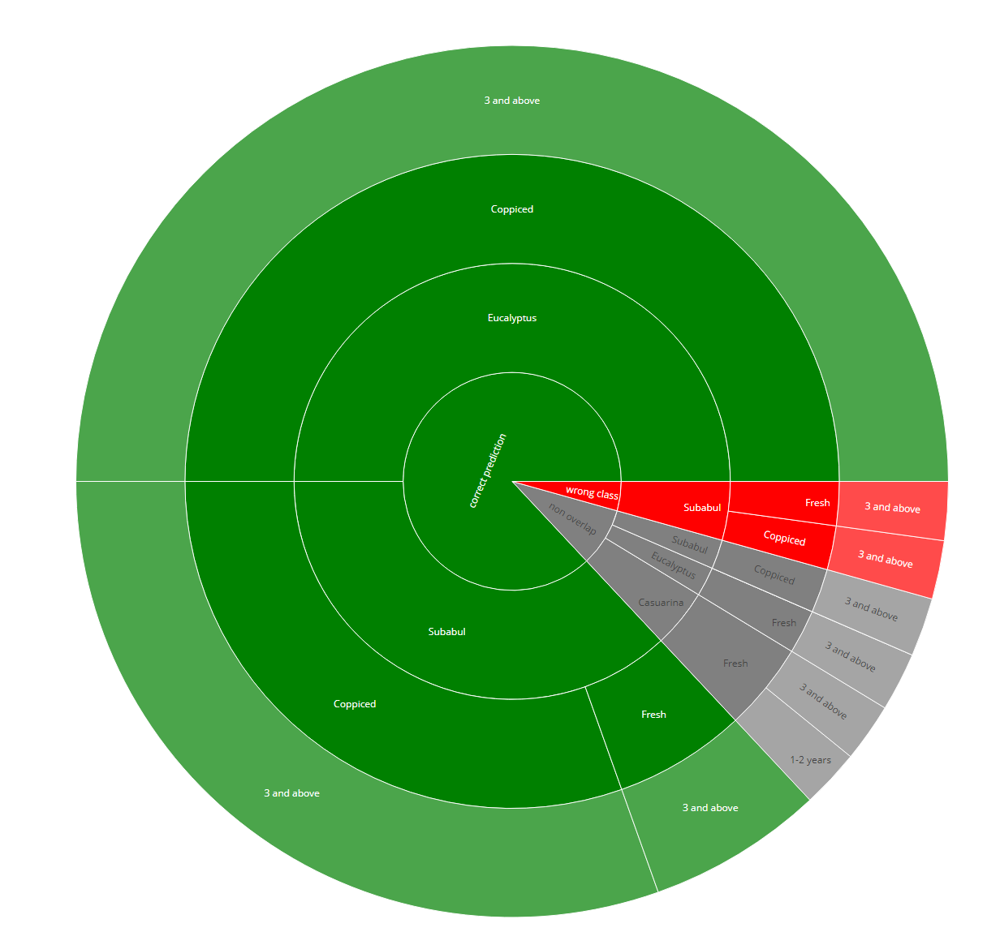 3 and above
Coppiced
Eucalyptus
correct prediction
wrong class
Subabul
Fresh
3 and above
Coppiced
3 and above
non overlap
Subabul
Coppiced
3 and above
Eucalyptus
Fresh
3 and above
Casuarina
Fresh
3 and above
1-2 years
Subabul
Coppiced
3 and above
Fresh
3 and above